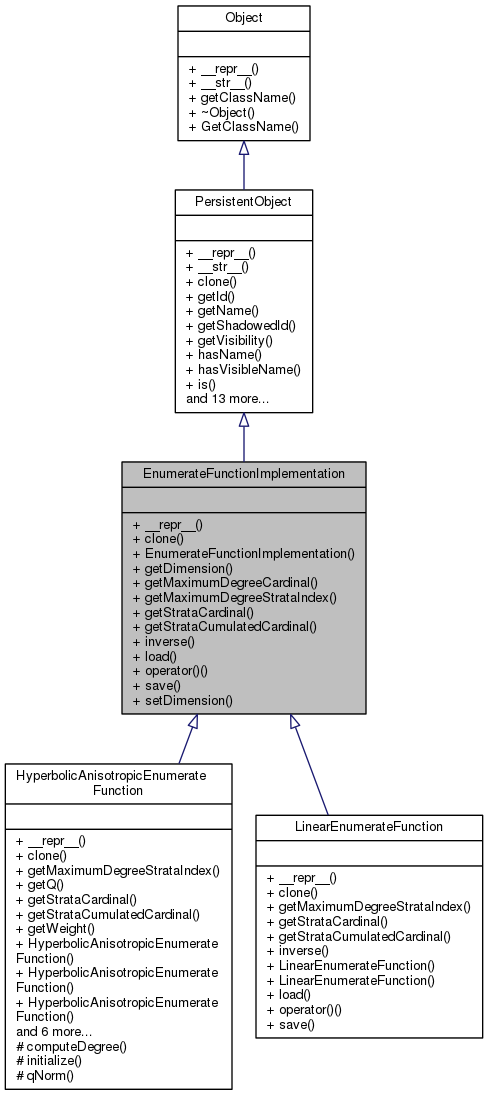 Object
+ __repr__()
+ __str__()
+ getClassName()
+ ~Object()
+ GetClassName()
PersistentObject
+ __repr__()
+ __str__()
+ clone()
+ getId()
+ getName()
+ getShadowedId()
+ getVisibility()
+ hasName()
+ hasVisibleName()
+ is()
and 13 more...
EnumerateFunctionImplementation
+ __repr__()
+ clone()
+ EnumerateFunctionImplementation()
+ getDimension()
+ getMaximumDegreeCardinal()
+ getMaximumDegreeStrataIndex()
+ getStrataCardinal()
+ getStrataCumulatedCardinal()
+ inverse()
+ load()
+ operator()()
+ save()
+ setDimension()
HyperbolicAnisotropicEnumerate
Function
+ __repr__()
+ clone()
+ getMaximumDegreeStrataIndex()
+ getQ()
+ getStrataCardinal()
+ getStrataCumulatedCardinal()
+ getWeight()
+ HyperbolicAnisotropicEnumerate
Function()
+ HyperbolicAnisotropicEnumerate
Function()
+ HyperbolicAnisotropicEnumerate
Function()
and 6 more...
# computeDegree()
# initialize()
# qNorm()
LinearEnumerateFunction
+ __repr__()
+ clone()
+ getMaximumDegreeStrataIndex()
+ getStrataCardinal()
+ getStrataCumulatedCardinal()
+ inverse()
+ LinearEnumerateFunction()
+ LinearEnumerateFunction()
+ load()
+ operator()()
+ save()